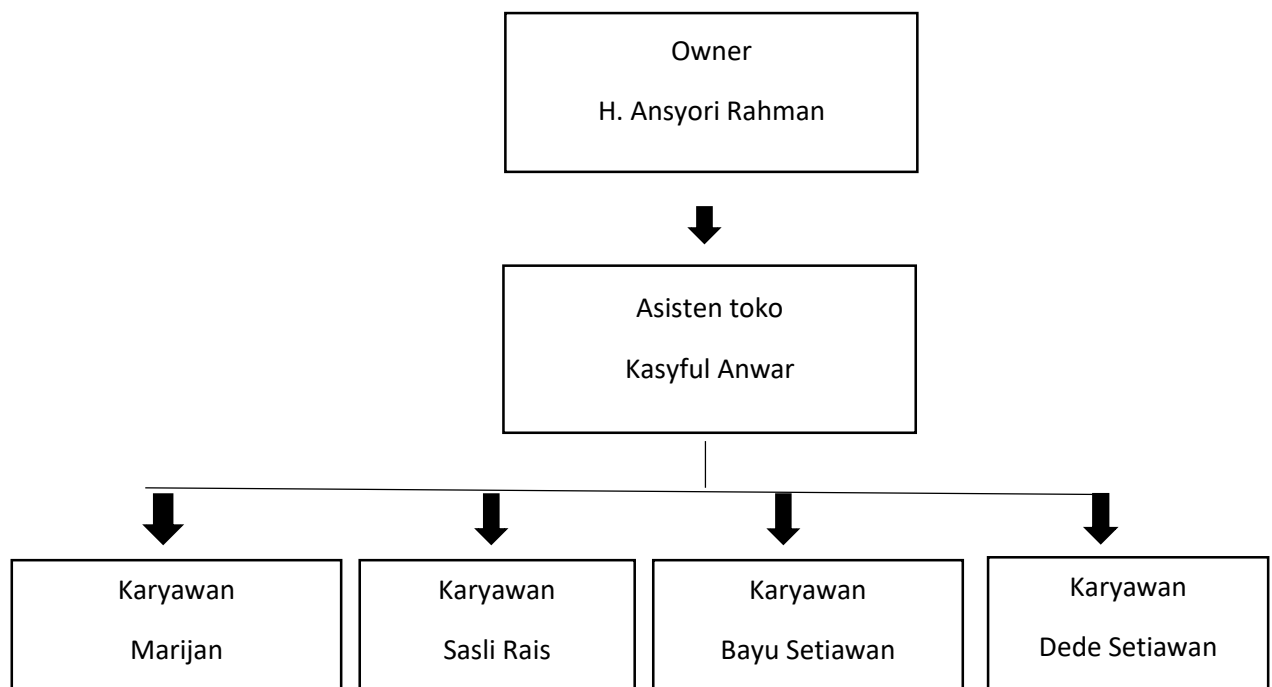 Owner
H. Ansyori Rahman
Asisten toko
Kasyful Anwar
Karyawan
Marijan
Karyawan
Sasli Rais
Karyawan
Bayu Setiawan
Karyawan
Dede Setiawan